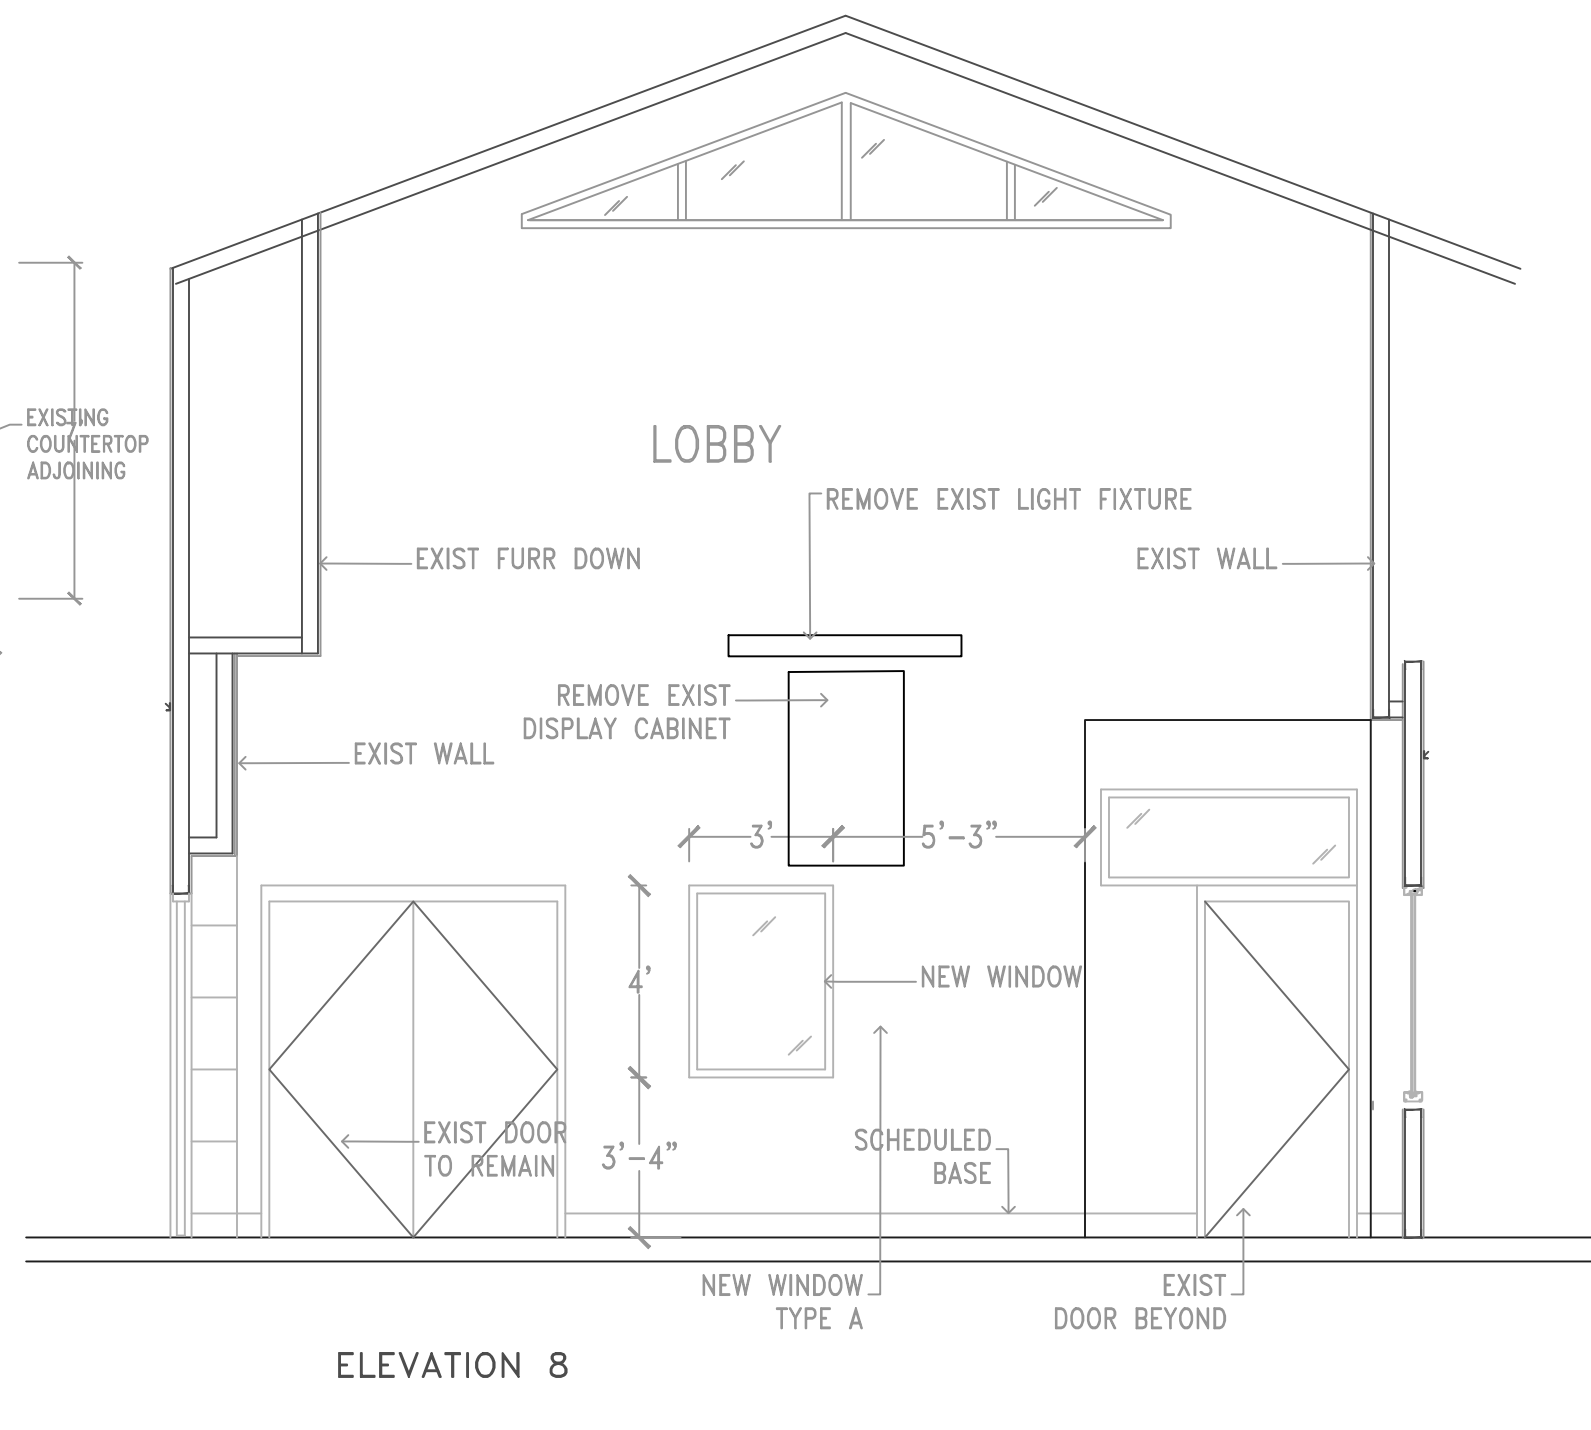 EXISTING
COUNTERTOP
ADJOINING
LOBBY
REMOVE EXIST LIGHT FIXTURE
EXIST FURR DOWN
EXIST WALL
REMOVE EXIST
DISPLAY CABINET
EXIST WALL
3'
5'-3"
4'
NEW WINDOW
EXIST DOOR
TO REMAIN
3'-4"
SCHEDULED
BASE
NEW WINDOW
TYPE A
EXIST
DOOR BEYOND
ELEVATION 8